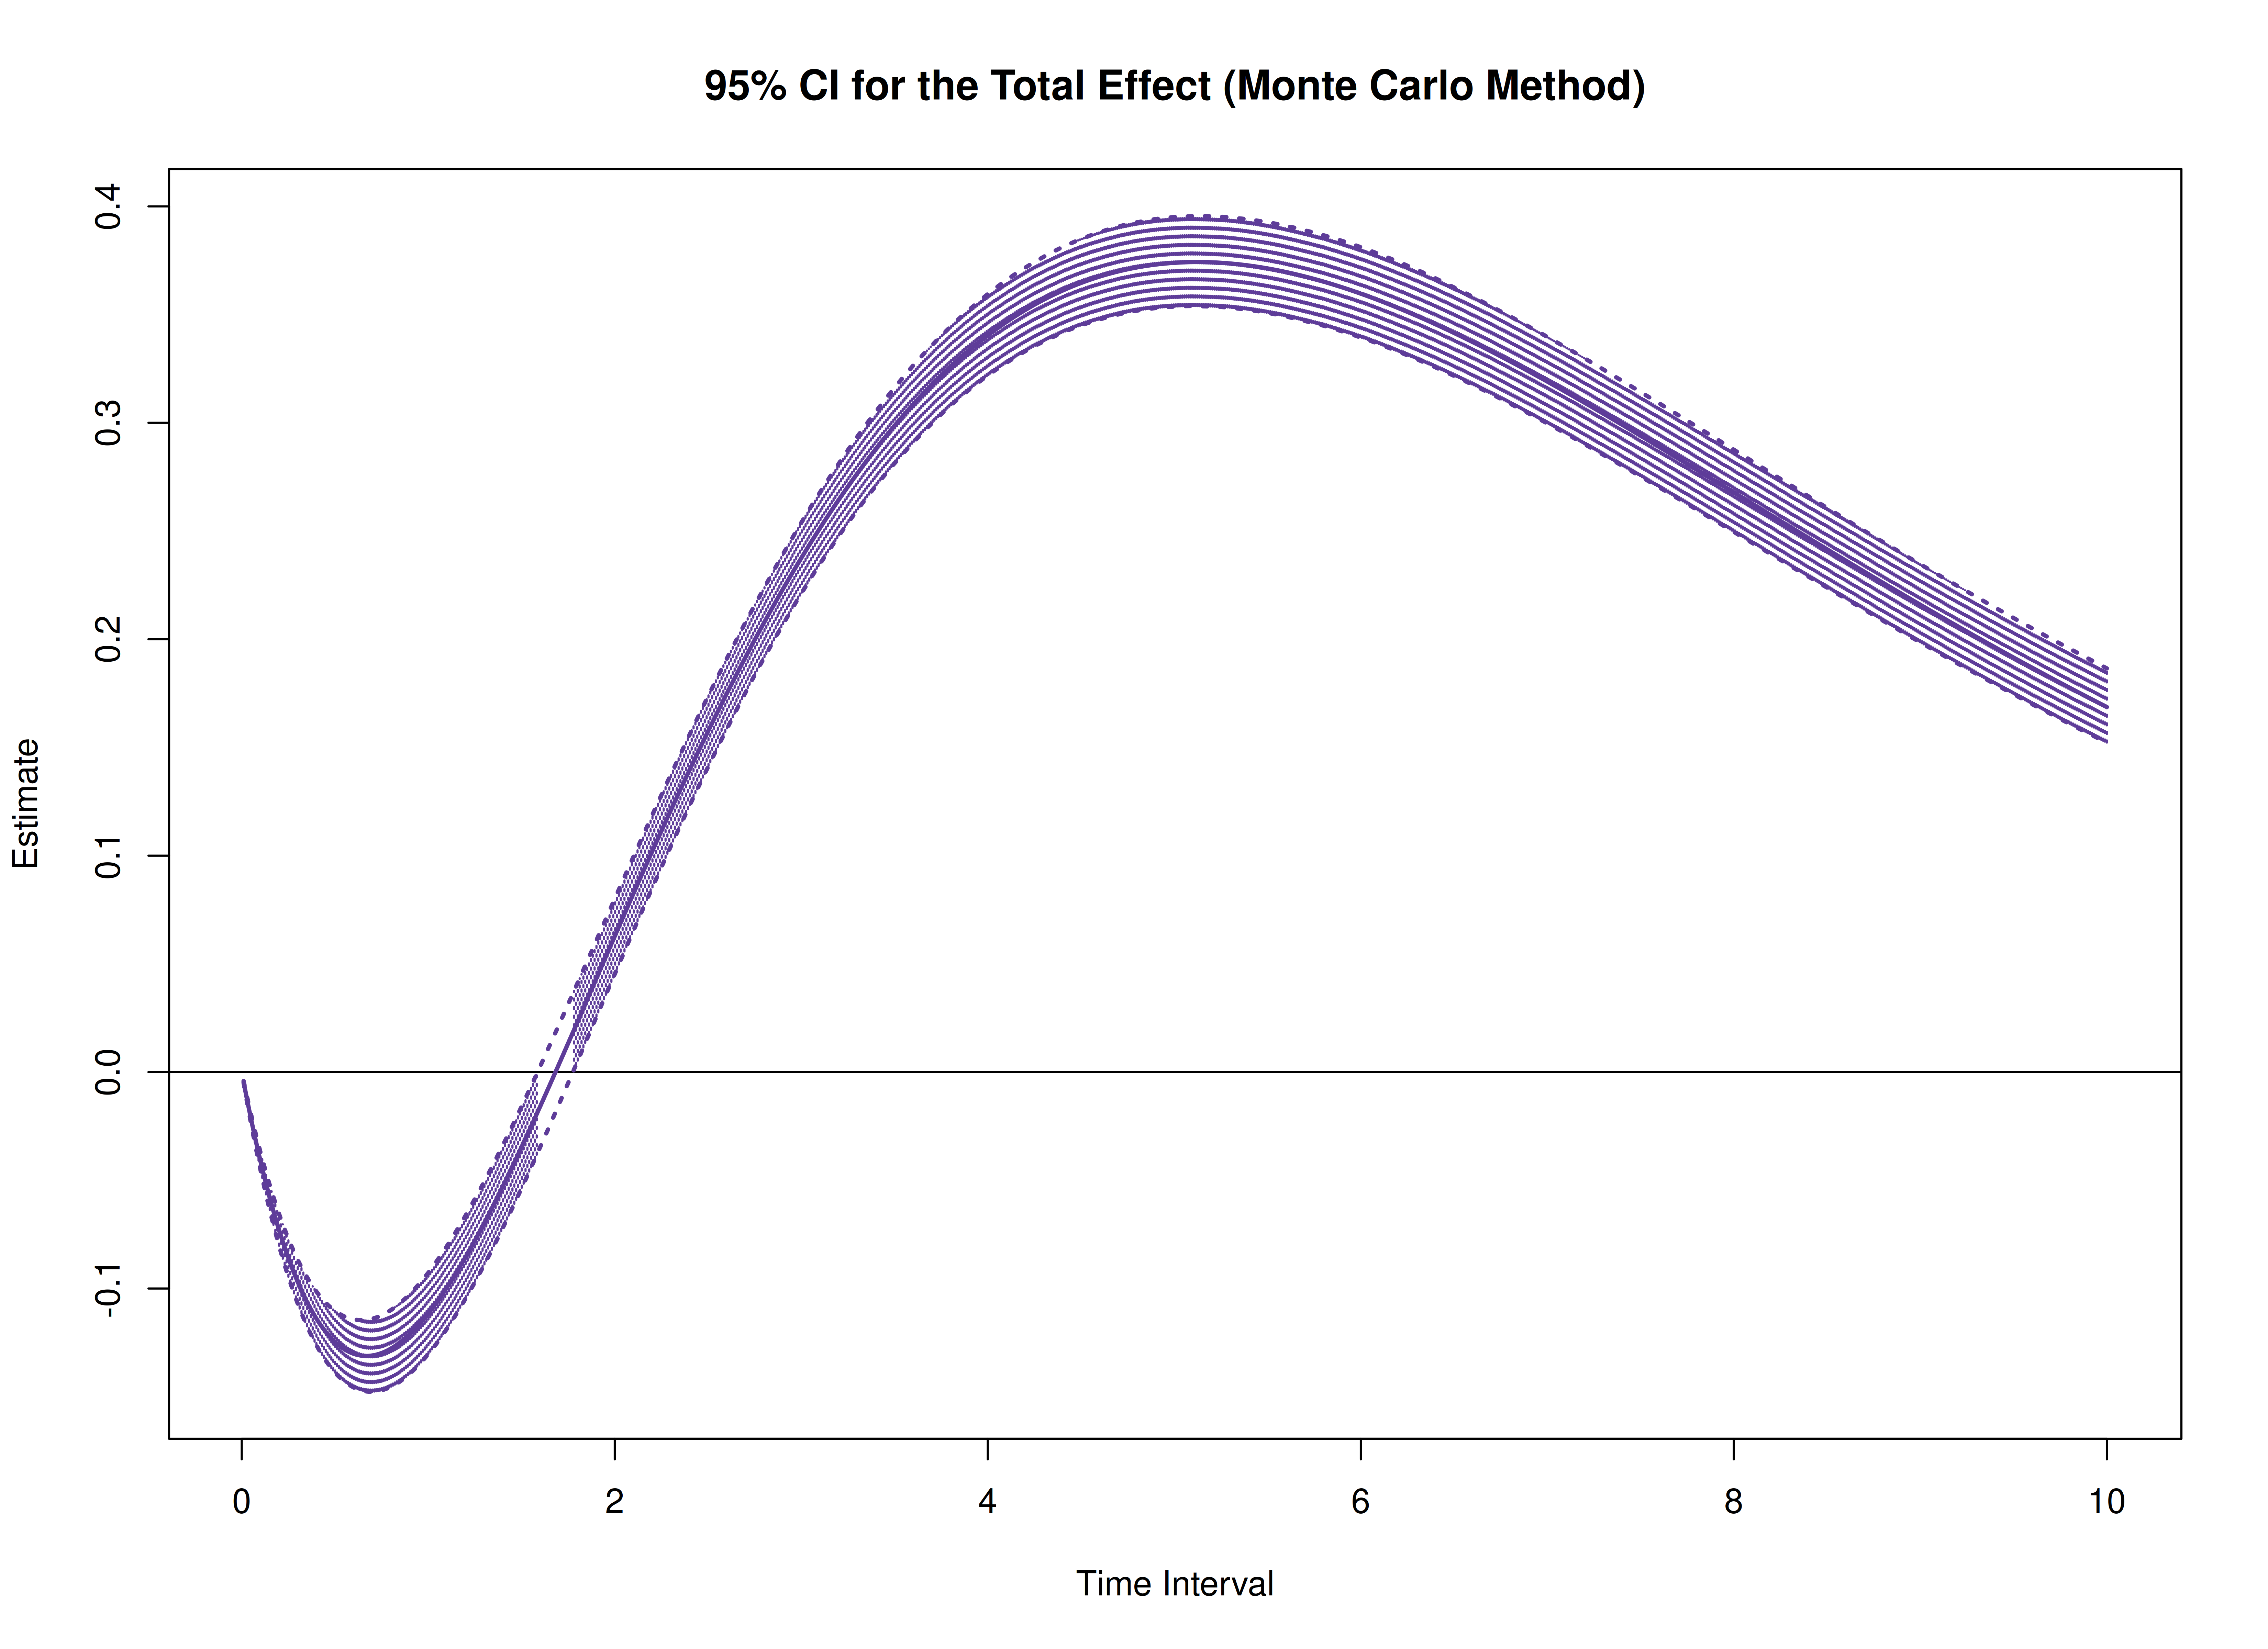 95% CI for the Total Effect (Monte Carlo Method)
0.4
0.3
0.2
0.1
0.0
-0.1
Estimate
0 2 4 6 8 10
Time Interval